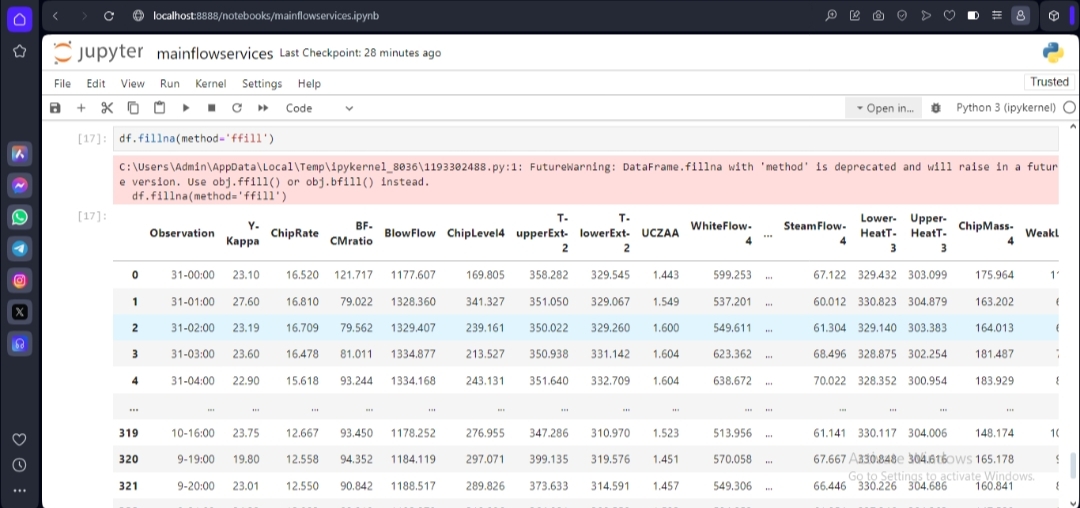 localhost:8888/notebooks/mainflowservices.ipynb
jupyter mainflowservices Last Checkpoint: 28 minutes ago
File Edit View Run Kernel Settings Help
Trusted
Code
Open in...
Python 3 (ipykernel)
[17]: df.fillna(method='ffill')
C:\Users\Admin\AppData\Local\Temp\ipykernel_8036\1193302488.py:1: FutureWarning: DataFrame.fillna with 'method' is deprecated and will raise in a futur
e version. Use obj.ffill() or obj.bfill() instead.
df.fillna(method='ffill')
[17]:
Observation Y-Kappa ChipRate BF-CMratio BlowFlow ChipLevel4 T-upperExt-2 T-lowerExt-2 UCZAA WhiteFlow-4 ... SteamFlow-4 Lower-HeatT-3 Upper-HeatT-3 ChipMass-4 WeakL
0 31-00:00 23.10 16.520 121.717 1177.607 169.805 358.282 329.545 1.443 599.253 ... 67.122 329.432 303.099 175.964
1 31-01:00 27.60 16.810 79.022 1328.360 341.327 351.050 329.067 1.549 537.201 ... 60.012 330.823 304.879 163.202
2 31-02:00 23.19 16.709 79.562 1329.407 239.161 350.022 329.260 1.600 549.611 ... 61.304 329.140 303.383 164.013
3 31-03:00 23.60 16.478 81.011 1334.877 213.527 350.938 331.142 1.604 623.362 ... 68.496 328.875 302.254 181.487
4 31-04:00 22.90 15.618 93.244 1334.168 243.131 351.640 332.709 1.604 638.672 ... 70.022 328.352 300.954 183.929
... ... ... ... ... ... ... ... ... ... ... ... ... ... ... ...
319 10-16:00 23.75 12.667 93.450 1178.252 276.955 347.286 310.970 1.523 513.956 ... 61.141 330.117 304.006 148.174 10
320 9-19:00 19.80 12.558 94.352 1184.119 297.071 399.135 319.576 1.451 570.058 ... 67.667 330.848 304.616 165.178
321 9-20:00 23.01 12.550 90.842 1188.517 289.826 373.633 314.591 1.457 549.306 ... 66.446 330.226 304.686 160.841
Activate Windows
Go to Settings to activate Windows.